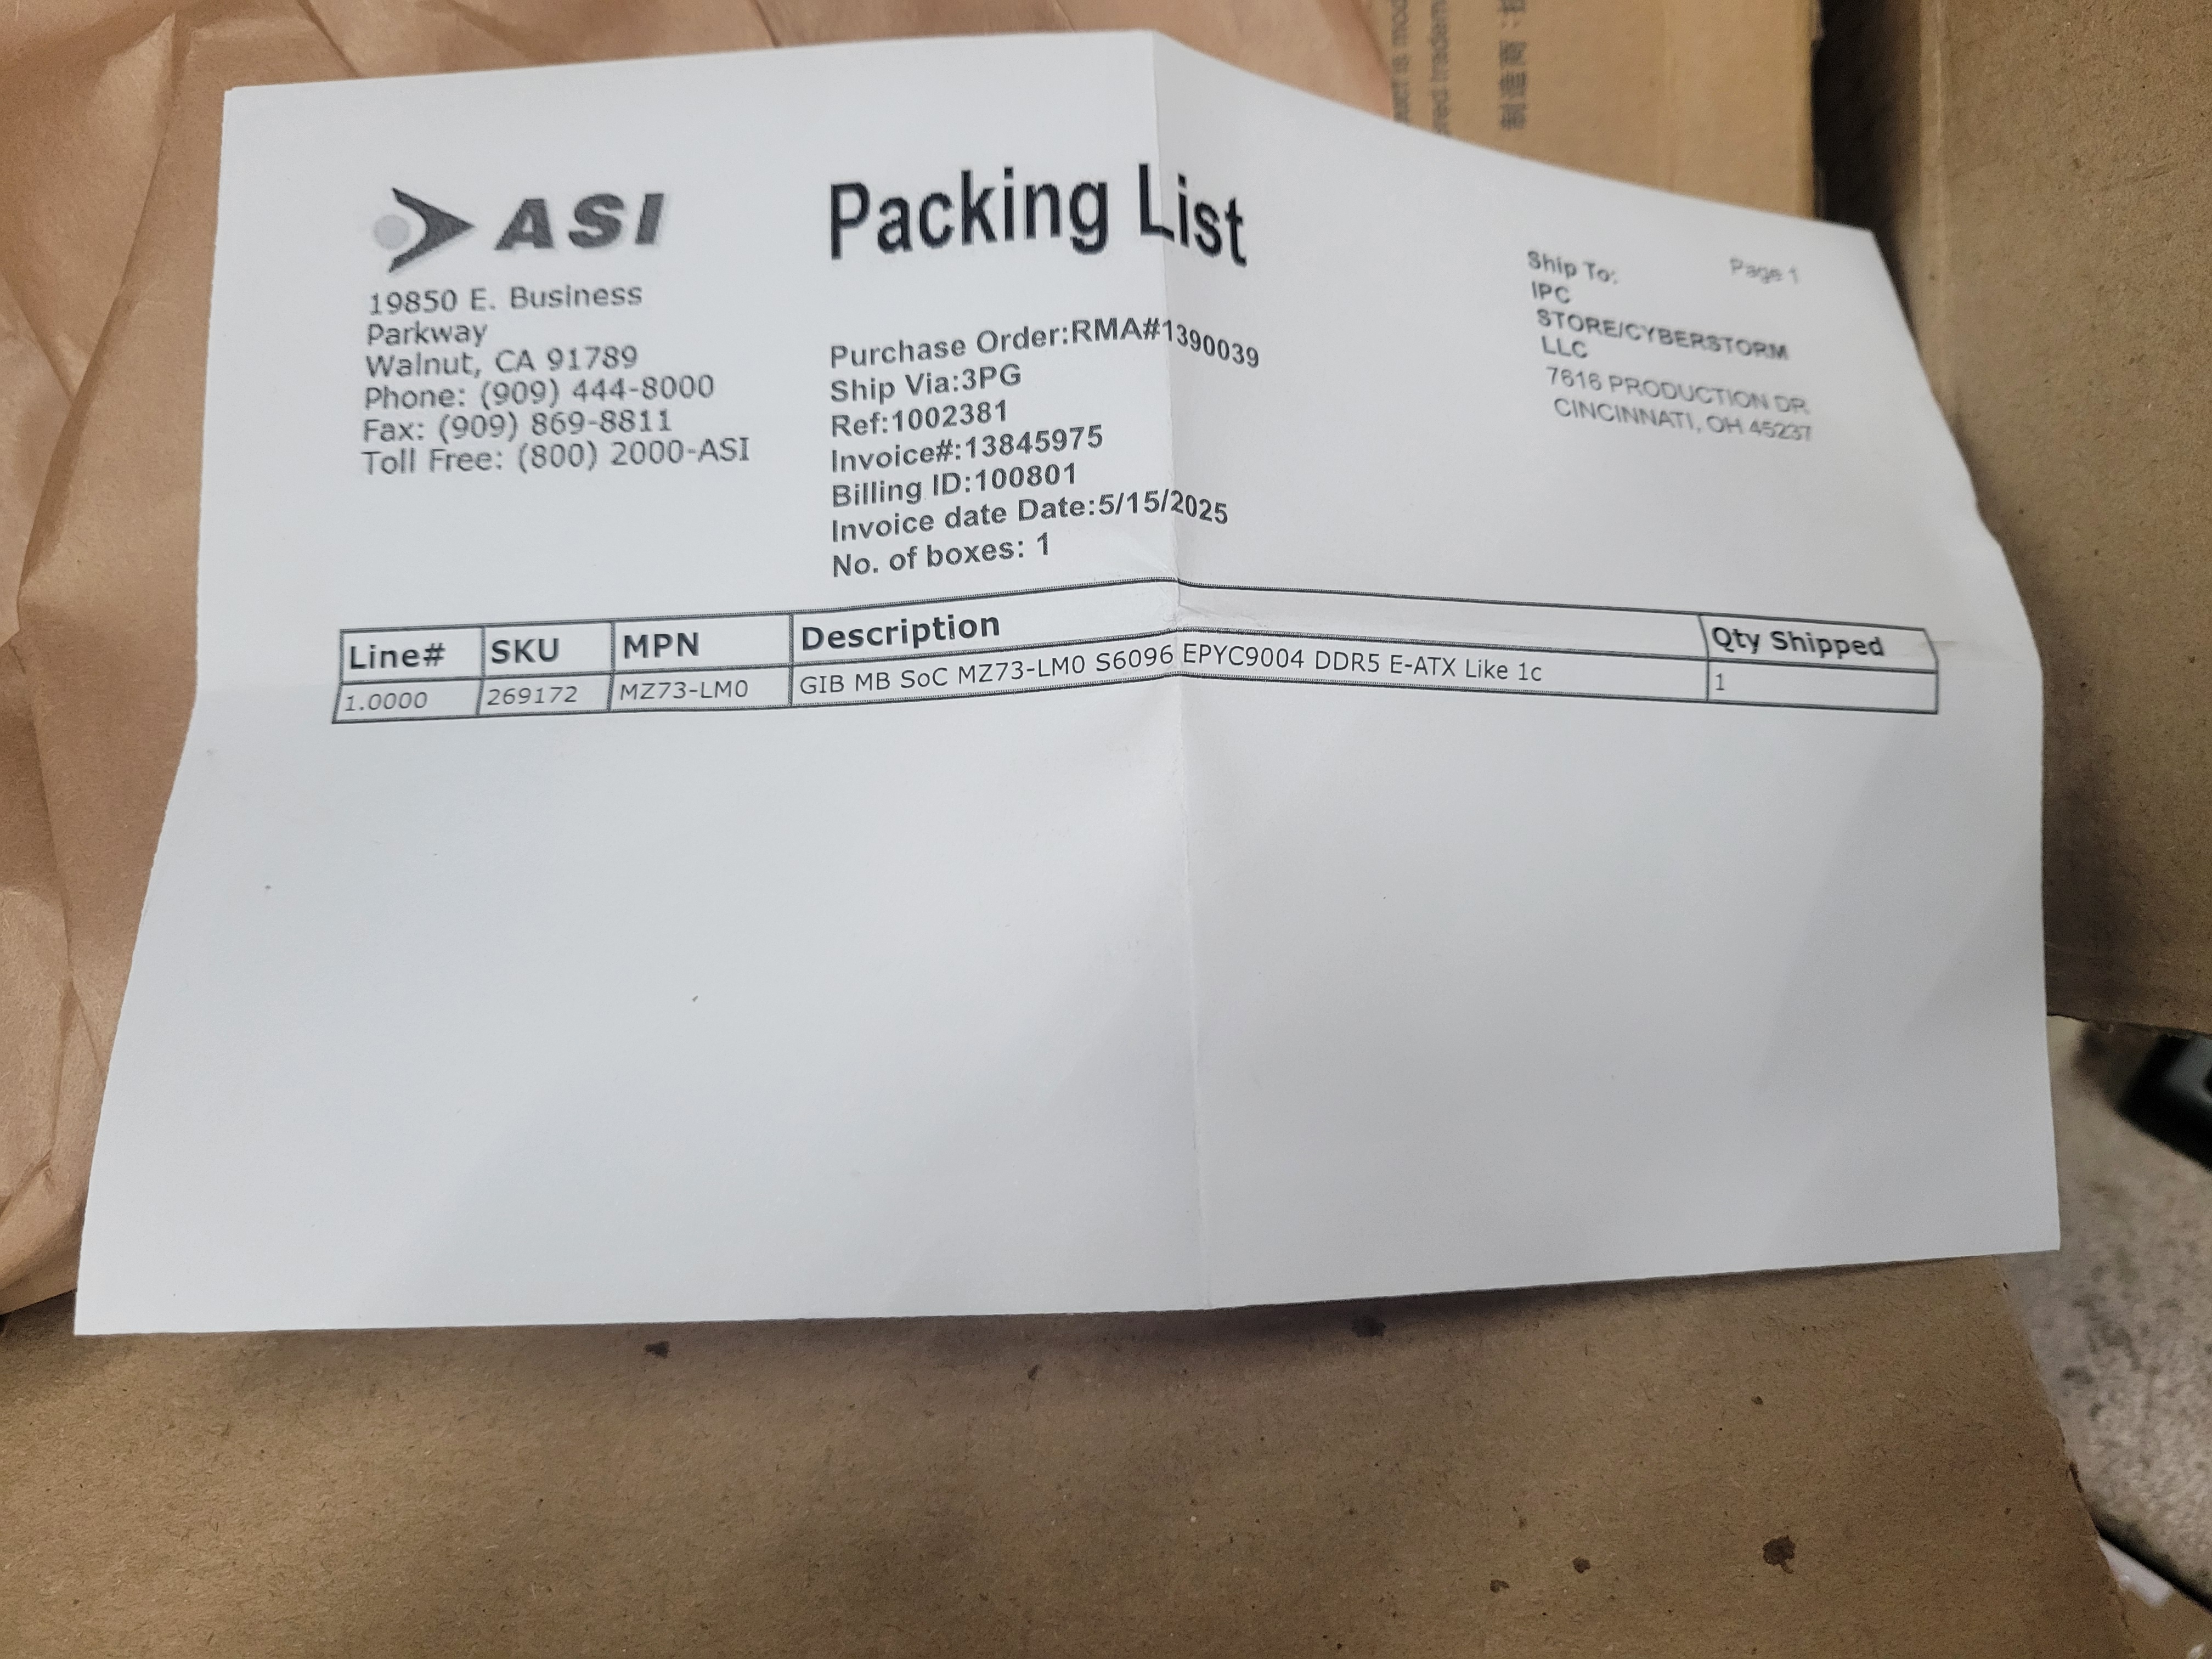 ASI
19850 E. Business
Parkway
Walnut, CA 91789
Phone: (909) 444-8000
Fax: (909) 869-8811
Toll Free: (800) 2000-ASI
Packing List
Purchase Order:RMA#1390039
Ship Via:3PG
Ref:1002381
Invoice#:13845975
Billing ID:100801
Invoice date Date:5/15/2025
No. of boxes: 1
Page 1
Ship To:
IPC
STORE/CYBERSTORM
LLC
7616 PRODUCTION DR
CINCINNATI, OH 45237
Line# SKU MPN Description Qty Shipped
1.0000 269172 MZ73-LM0 GIB MB SoC MZ73-LM0 S6096 EPYC9004 DDR5 E-ATX Like 1c 1
制造商: